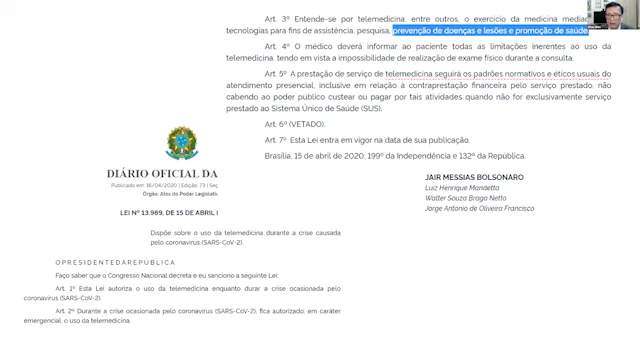 Art. 3º Entende-se por telemedicina, entre outros, o exercício da medicina media
tecnologias para fins de assistência, pesquisa, prevenção de doenças e lesões e promoção de saúde.
Art. 4º O médico deverá informar ao paciente todas as limitações inerentes ao uso da
telemedicina, tendo em vista a impossibilidade de realização de exame físico durante a consulta.
Art. 5º A prestação de serviço de telemedicina seguirá os padrões normativos e éticos usuais do
atendimento presencial, inclusive em relação à contraprestação financeira pelo serviço prestado, não
cabendo ao poder público custear ou pagar por tais atividades quando não for exclusivamente serviço
prestado ao Sistema Único de Saúde (SUS).
Art. 6º (VETADO).
Art. 7º Esta Lei entra em vigor na data de sua publicação.
Brasília, 15 de abril de 2020; 199º da Independência e 132º da República.
JAIR MESSIAS BOLSONARO
Luiz Henrique Mandetta
Walter Souza Braga Netto
Jorge Antonio de Oliveira Francisco
DIÁRIO OFICIAL DA
Publicado em: 16/04/2020 | Edição: 73 | Seç
Órgão: Atos do Poder Legislativ
LEI Nº 13.989, DE 15 DE ABRIL
Dispõe sobre o uso da telemedicina durante a crise causada
pelo coronavírus (SARS-CoV-2).
O P R E S I D E N T E D A R E P Ú B L I C A
Faço saber que o Congresso Nacional decreta e eu sanciono a seguinte Lei:
Art. 1º Esta Lei autoriza o uso da telemedicina enquanto durar a crise ocasionada pelo
coronavírus (SARS-CoV-2).
Art. 2º Durante a crise ocasionada pelo coronavírus (SARS-CoV-2), fica autorizado, em caráter
emergencial, o uso da telemedicina.